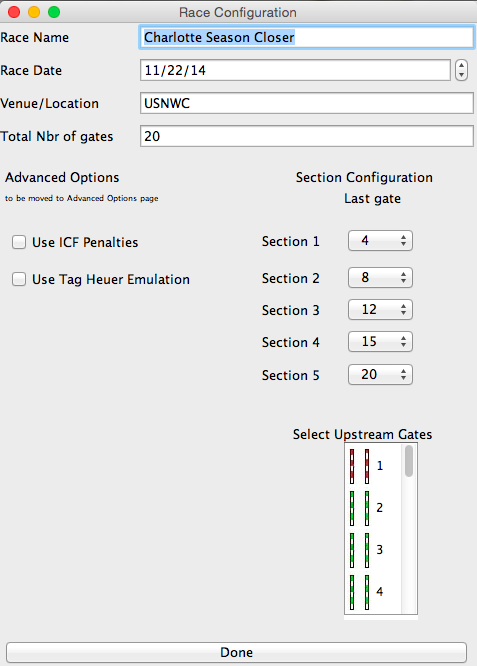 Race Configuration
Race Name Charlotte Season Closer
Race Date 11/22/14
Venue/Location USNWC
Total Nbr of gates 20
Advanced Options Section Configuration
to be moved to Advanced Options page Last gate
Use ICF Penalties Section 1 4
Use Tag Heuer Emulation Section 2 8
Section 3 12
Section 4 15
Section 5 20
Select Upstream Gates
1
2
3
4
Done